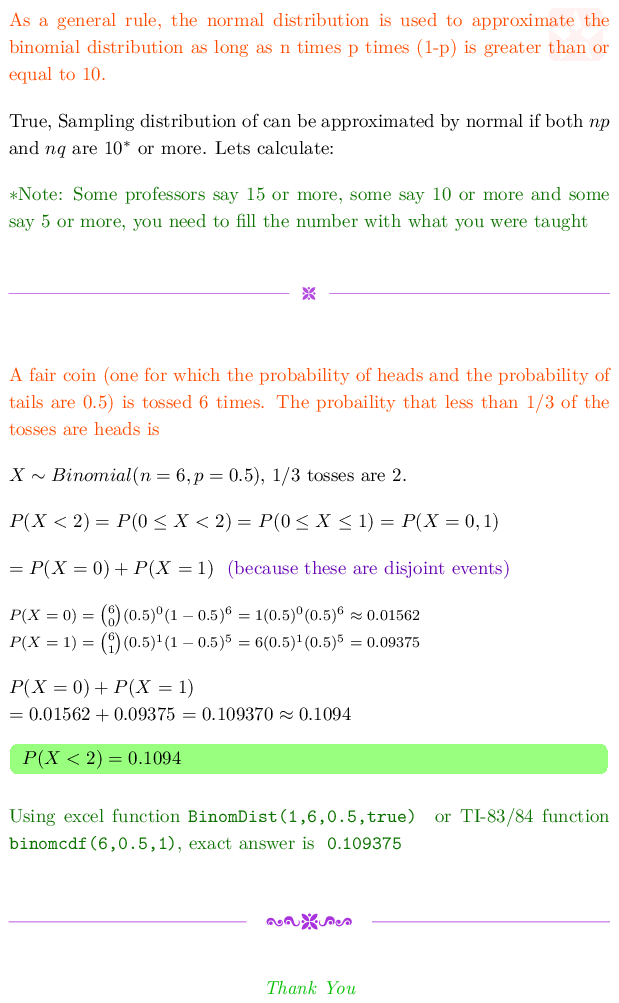 As a general rule, the normal distribution is used to approximate the
binomial distribution as long as n times p times (1-p) is greater than or
equal to 10.
True, Sampling distribution of can be approximated by normal if both np
and nq are 10* or more. Lets calculate:
*Note: Some professors say 15 or more, some say 10 or more and some
say 5 or more, you need to fill the number with what you were taught
A fair coin (one for which the probability of heads and the probability of
tails are 0.5) is tossed 6 times. The probaility that less than 1/3 of the
tosses are heads is
X ∼ Binomial(n = 6, p = 0.5), 1/3 tosses are 2.
P(X < 2) = P(0 ≤ X < 2) = P(0 ≤ X ≤ 1) = P(X = 0, 1)
= P(X = 0) + P(X = 1) (because these are disjoint events)
P(X = 0) = (6 0)(0.5)⁰(1 − 0.5)⁶ = 1(0.5)⁰(0.5)⁶ ≈ 0.01562
P(X = 1) = (6 1)(0.5)¹(1 − 0.5)⁵ = 6(0.5)¹(0.5)⁵ = 0.09375
P(X = 0) + P(X = 1)
= 0.01562 + 0.09375 = 0.109370 ≈ 0.1094
P(X < 2) = 0.1094
Using excel function BinomDist(1,6,0.5,true) or TI-83/84 function
binomcdf(6,0.5,1), exact answer is 0.109375
Thank You